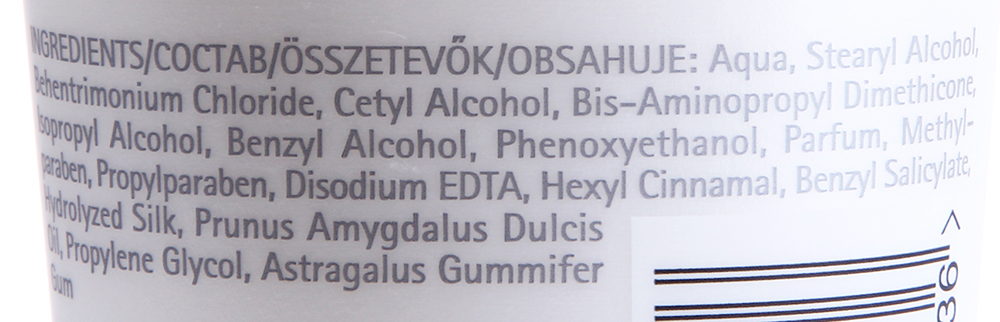 INGREDIENTS/СОСТАВ/ÖSSZETEVŐK/OBSAHUJE: Aqua, Stearyl Alcohol,
Behentrimonium Chloride, Cetyl Alcohol, Bis-Aminopropyl Dimethicone,
Isopropyl Alcohol, Benzyl Alcohol, Phenoxyethanol, Parfum, Methyl-
paraben, Propylparaben, Disodium EDTA, Hexyl Cinnamal, Benzyl Salicylate,
Hydrolyzed Silk, Prunus Amygdalus Dulcis
Oil, Propylene Glycol, Astragalus Gummifer
Gum
36 >